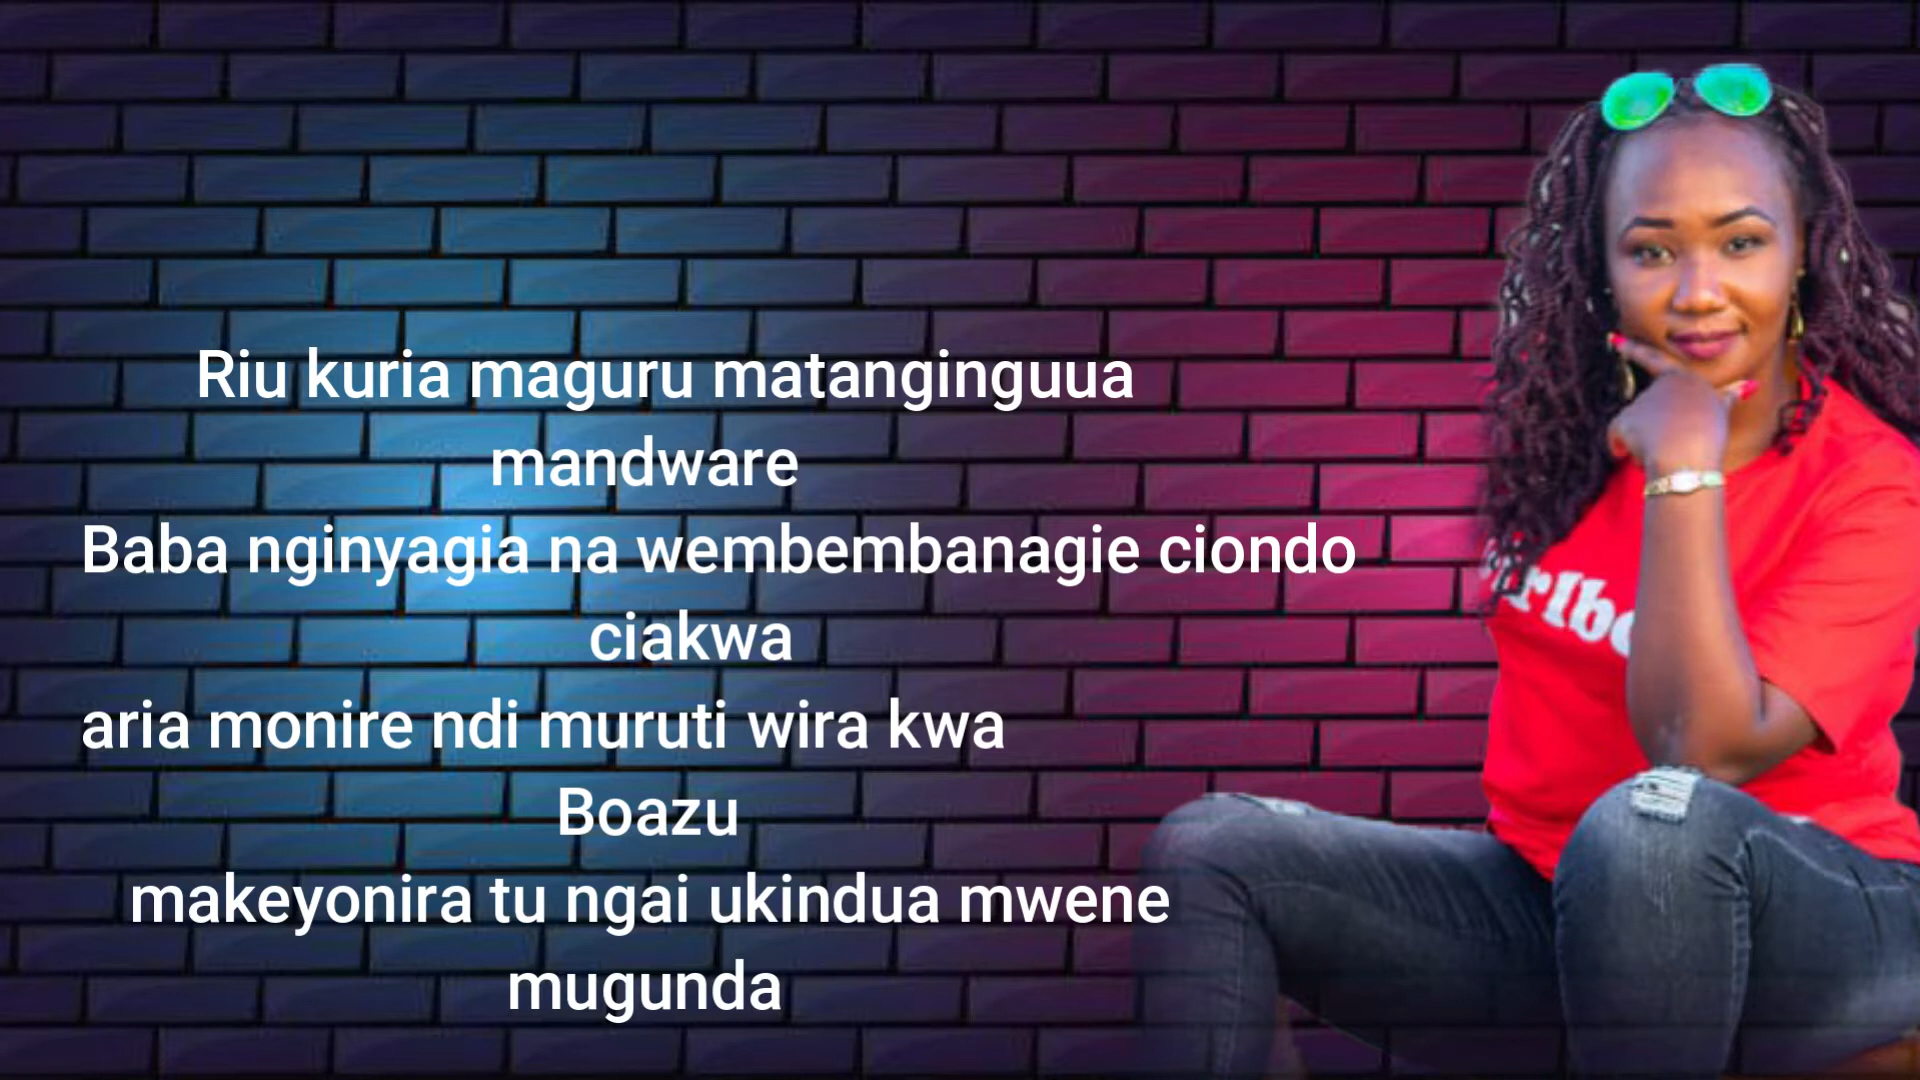 Riu kuria maguru matanginguua
mandware
Baba nginyagia na wembembanagie ciondo
ciakwa
aria monire ndi muruti wira kwa
Boazu
makeyonira tu ngai ukindua mwene
mugunda